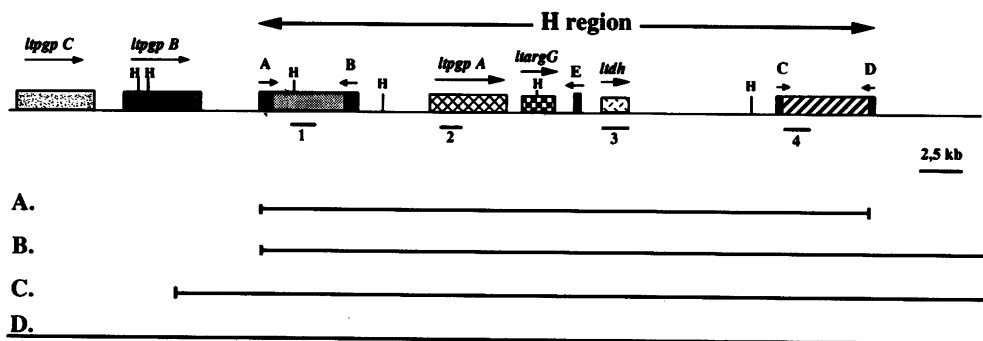 H region
ltpgp C
ltpgp B
ltpgp A
ltargG
ltdh
H H
A
H
B
H
H
E
H
C
D
1
2
3
4
2,5 kb
A.
B.
C.
D.